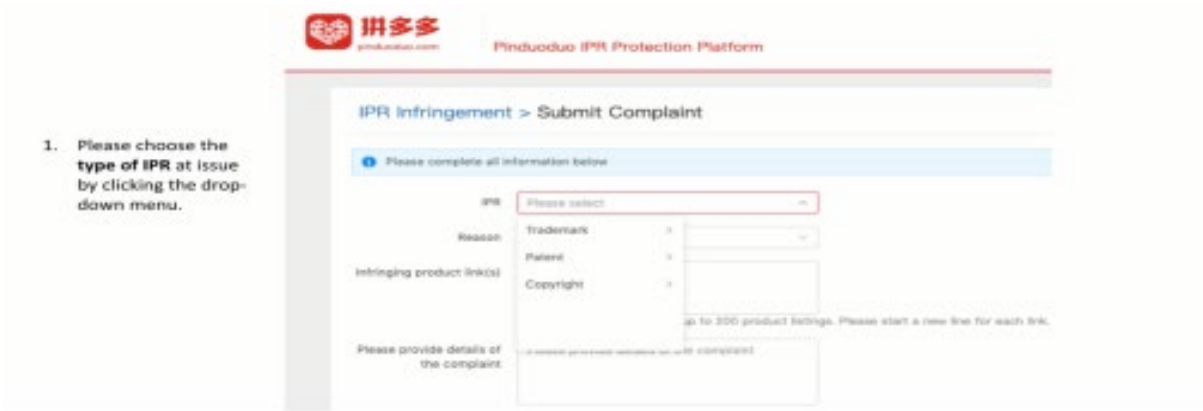 拼多多
pinduoduo.com
Pinduoduo IPR Protection Platform
IPR Infringement > Submit Complaint
1. Please choose the
type of IPR at issue
by clicking the drop-
down menu.
Please complete all information below
IPR
Please select
Reason
Trademark
Patent
Copyright
Infringing product link(s)
up to 200 product listings. Please start a new line for each link.
Please provide details of
the complaint
complaint